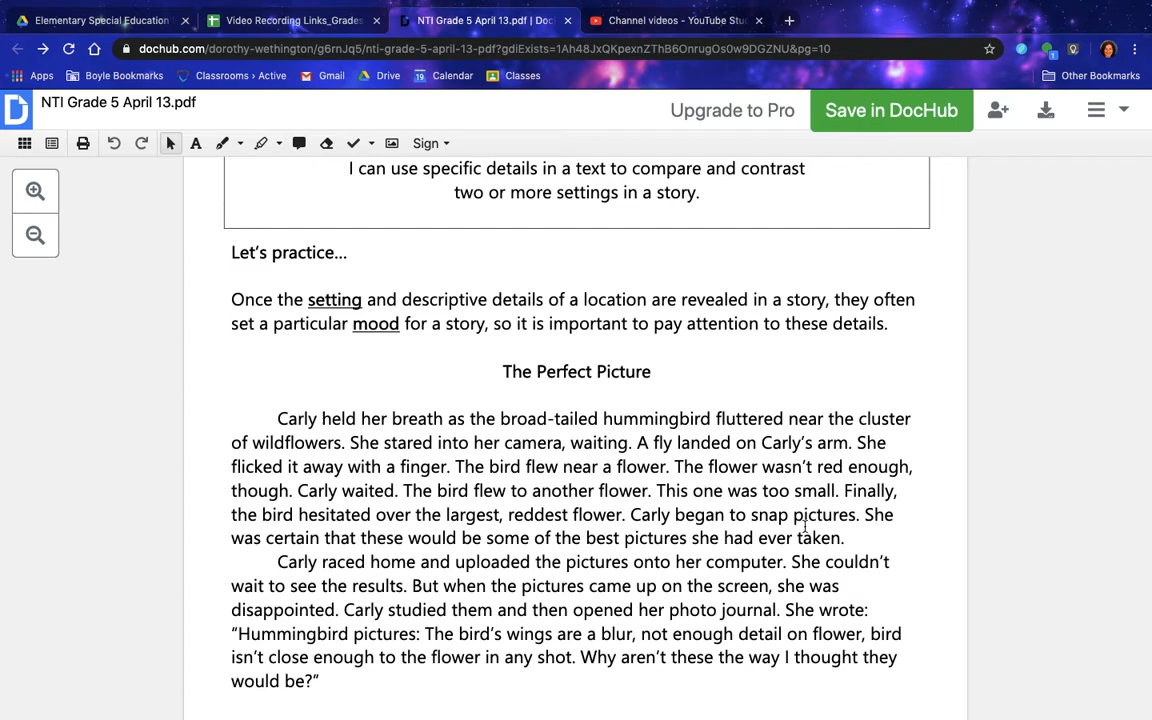 Elementary Special Education
Video Recording Links_Grades
NTI Grade 5 April 13.pdf | Doc
Channel videos - YouTube Stu
dochub.com/dorothy-wethington/g6rnJq5/nti-grade-5-april-13-pdf?gdiExists=1Ah48JxQKpexnZThB6OnrugOs0w9DGZNU&pg=10
Apps Boyle Bookmarks Classrooms > Active Gmail Drive Calendar Classes Other Bookmarks
NTI Grade 5 April 13.pdf
Upgrade to Pro Save in DocHub
Sign
I can use specific details in a text to compare and contrast
two or more settings in a story.
Let's practice...
Once the setting and descriptive details of a location are revealed in a story, they often
set a particular mood for a story, so it is important to pay attention to these details.
The Perfect Picture
Carly held her breath as the broad-tailed hummingbird fluttered near the cluster
of wildflowers. She stared into her camera, waiting. A fly landed on Carly's arm. She
flicked it away with a finger. The bird flew near a flower. The flower wasn't red enough,
though. Carly waited. The bird flew to another flower. This one was too small. Finally,
the bird hesitated over the largest, reddest flower. Carly began to snap pictures. She
was certain that these would be some of the best pictures she had ever taken.
Carly raced home and uploaded the pictures onto her computer. She couldn't
wait to see the results. But when the pictures came up on the screen, she was
disappointed. Carly studied them and then opened her photo journal. She wrote:
"Hummingbird pictures: The bird's wings are a blur, not enough detail on flower, bird
isn't close enough to the flower in any shot. Why aren't these the way I thought they
would be?"